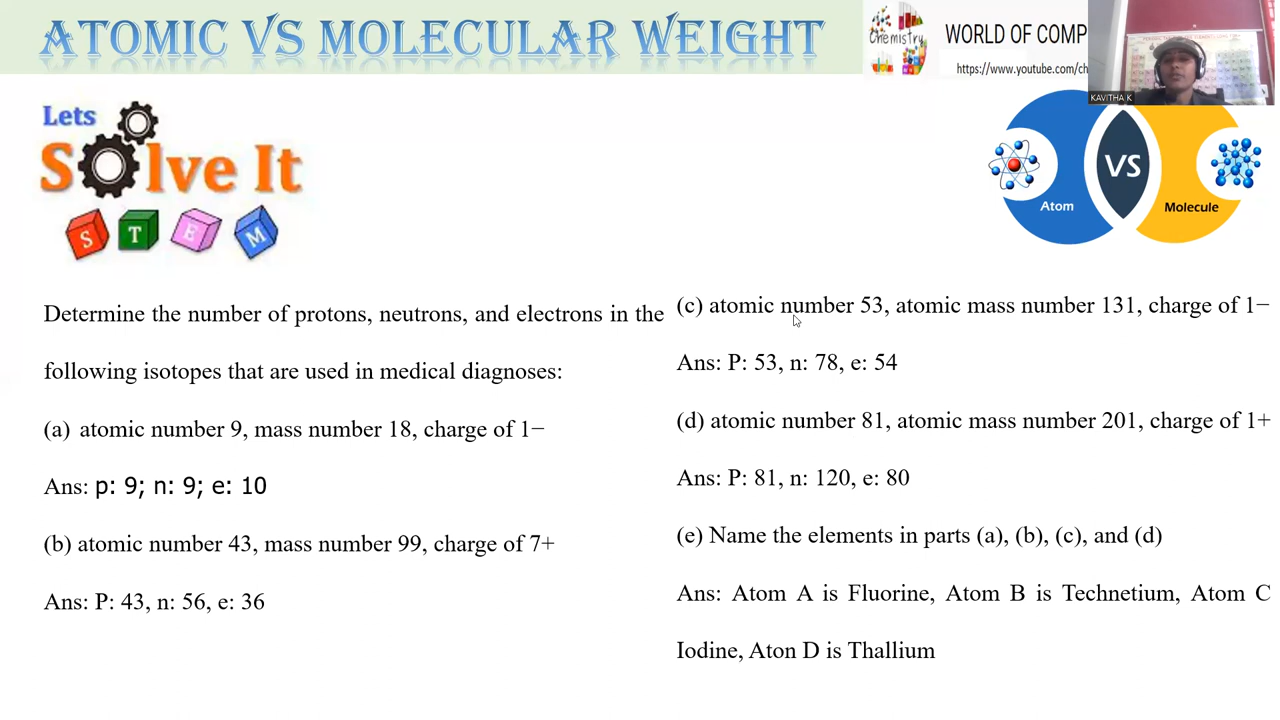 ATOMIC VS MOLECULAR WEIGHT
Chemistry
WORLD OF COMP
https://www.youtube.com/ch
KAVITHA K
Lets
Solve It
S T E M
VS
Atom
Molecule
Determine the number of protons, neutrons, and electrons in the
following isotopes that are used in medical diagnoses:
(a) atomic number 9, mass number 18, charge of 1−
Ans: p: 9; n: 9; e: 10
(b) atomic number 43, mass number 99, charge of 7+
Ans: P: 43, n: 56, e: 36
(c) atomic number 53, atomic mass number 131, charge of 1−
Ans: P: 53, n: 78, e: 54
(d) atomic number 81, atomic mass number 201, charge of 1+
Ans: P: 81, n: 120, e: 80
(e) Name the elements in parts (a), (b), (c), and (d)
Ans: Atom A is Fluorine, Atom B is Technetium, Atom C
Iodine, Aton D is Thallium